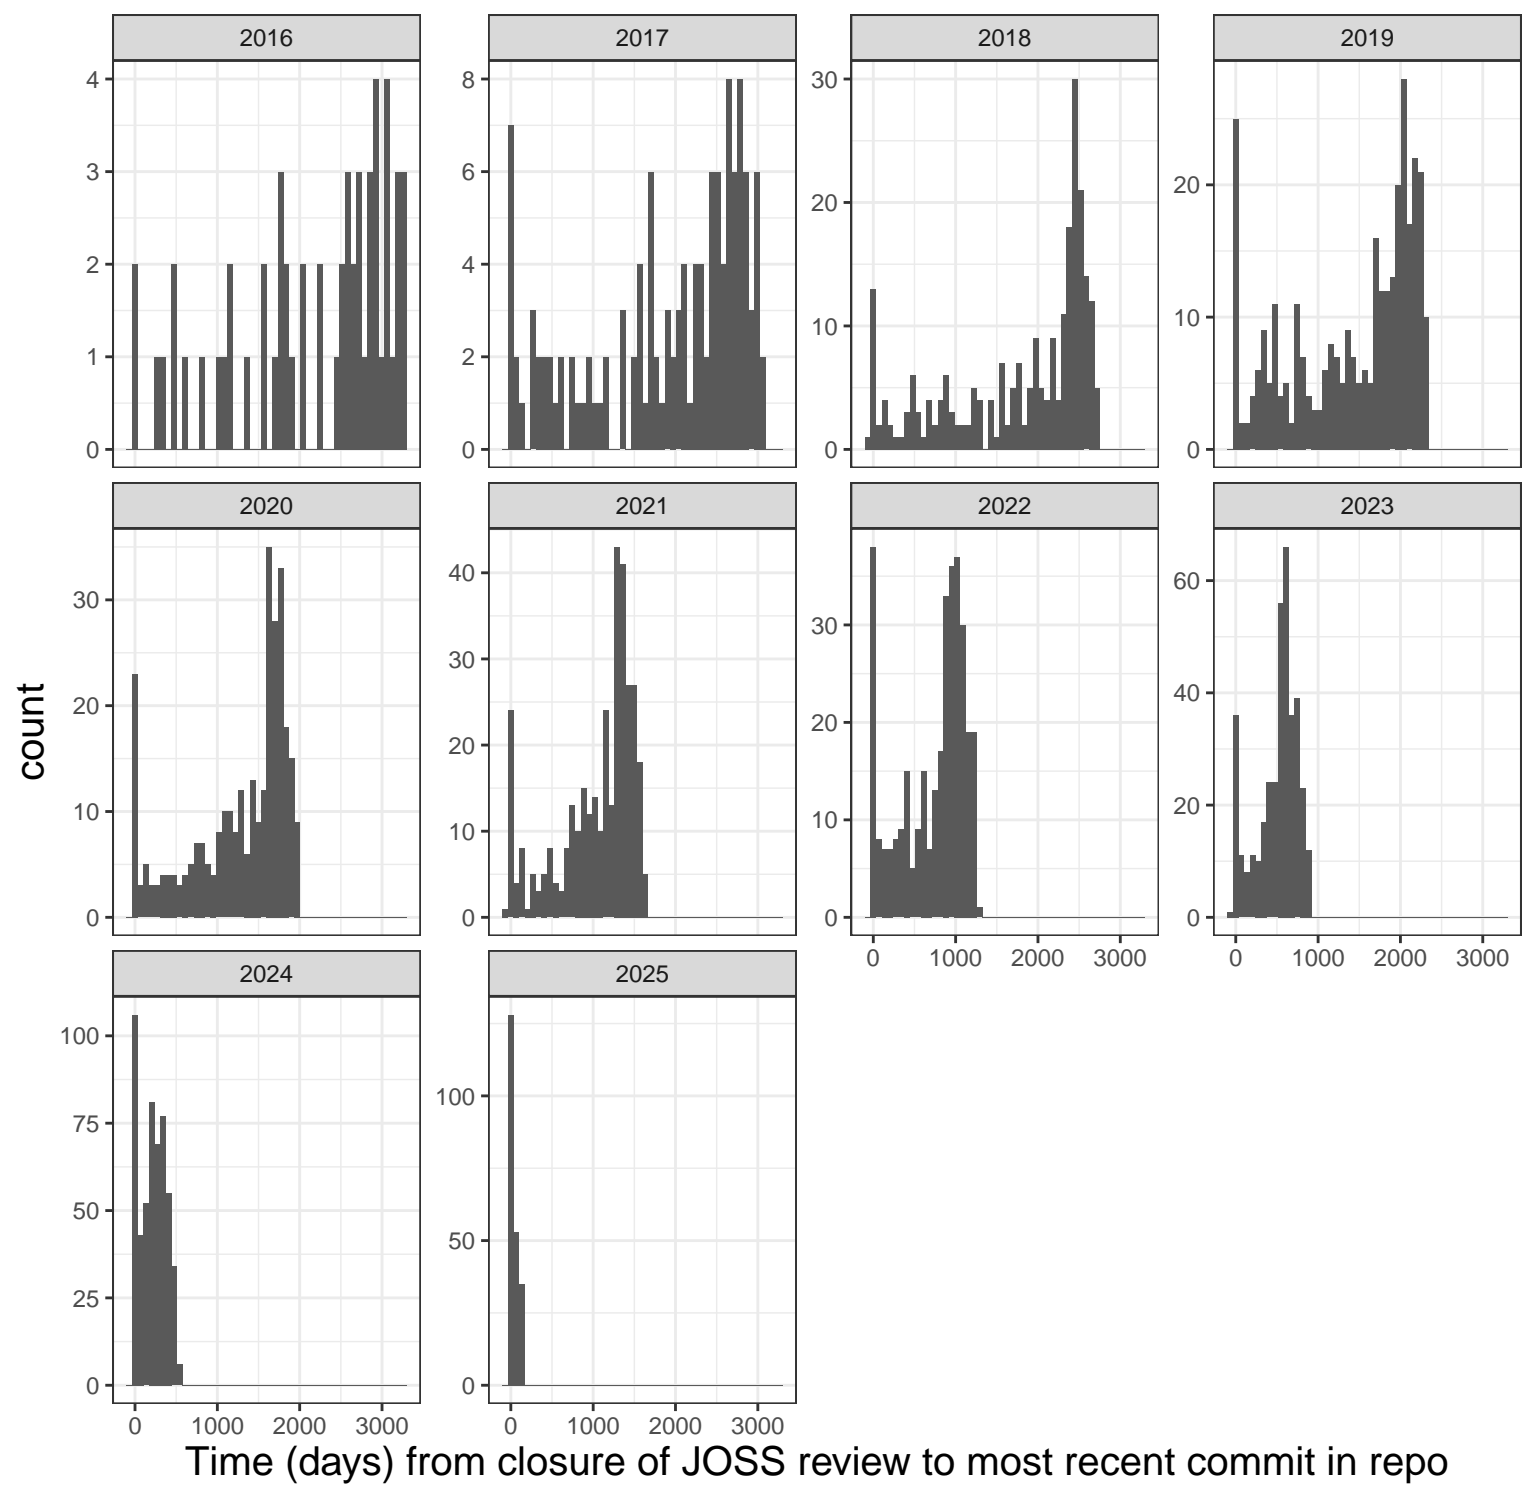 2016 2017 2018 2019
4 8 30
3 6 20 20
2 4
1 2 10 10
0 0 0 0
2020 2021 2022 2023
40 60
30 30 30 40
20 20 20
10 10 10 20
0 0 0 0
0 1000 2000 3000 0 1000 2000 3000
2024 2025
100 100
75
50 50
25
0 0
0 1000 2000 3000 0 1000 2000 3000
count
Time (days) from closure of JOSS review to most recent commit in repo